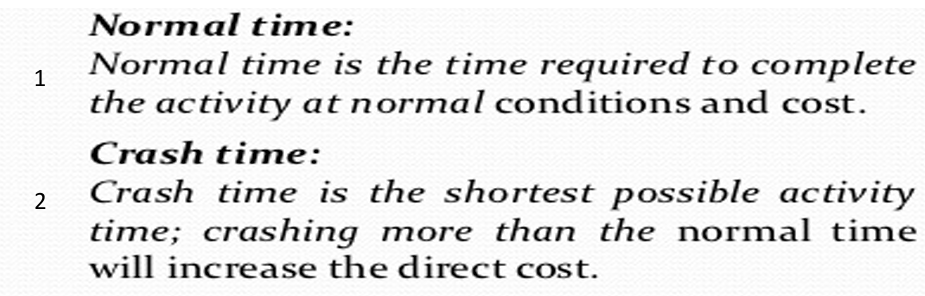 Normal time:
1 Normal time is the time required to complete
the activity at normal conditions and cost.
Crash time:
2 Crash time is the shortest possible activity
time; crashing more than the normal time
will increase the direct cost.